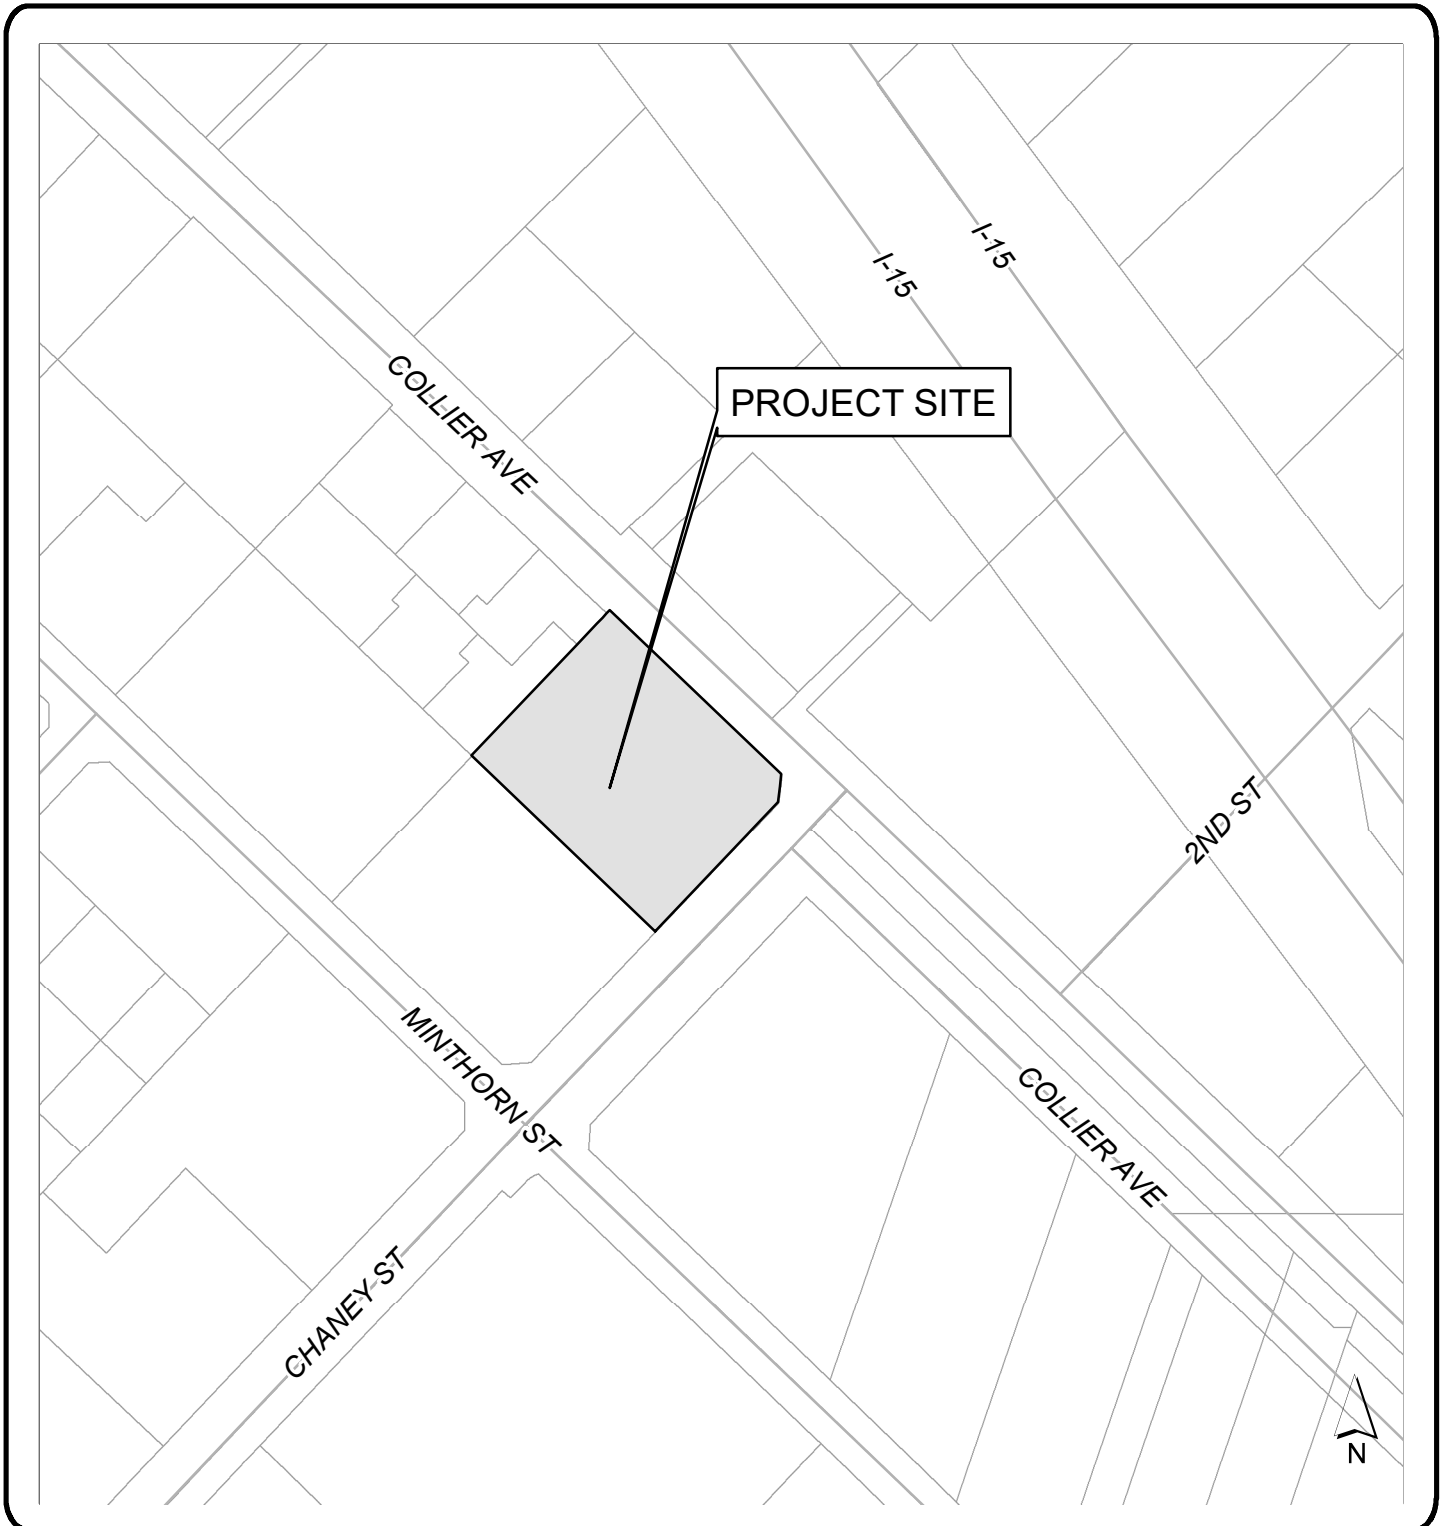 I-15
I-15
COLLIER AVE
PROJECT SITE
2ND ST
MINTHORN ST
COLLIER AVE
CHANEY ST
N